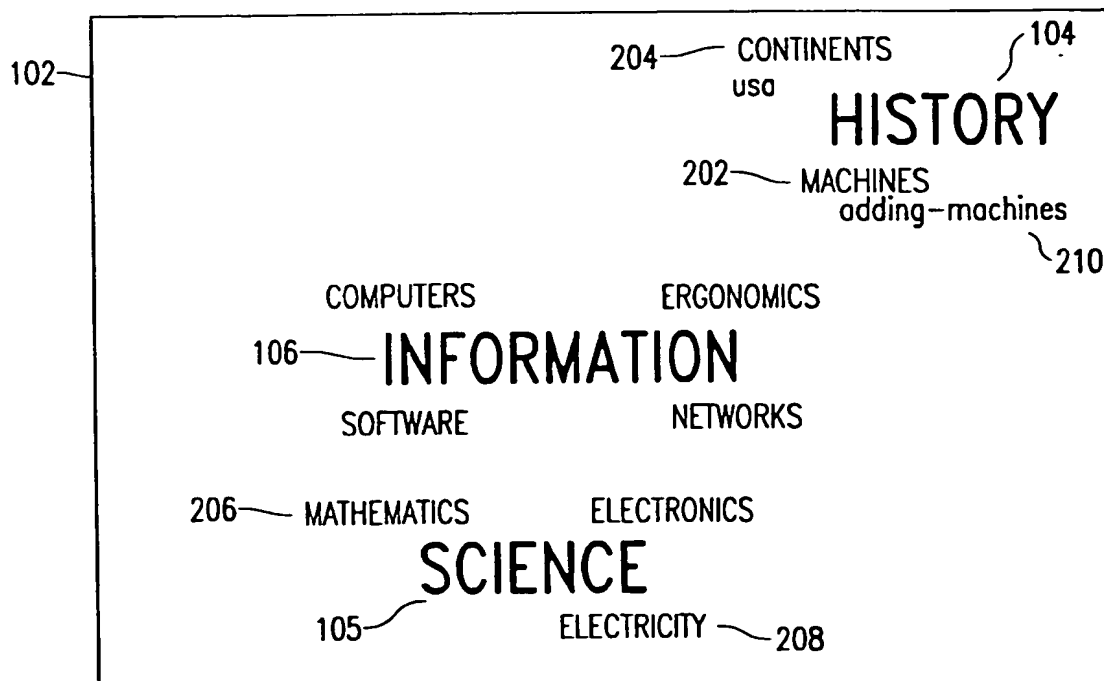 204 CONTINENTS 104
102
usa
HISTORY
202 MACHINES
adding-machines
210
COMPUTERS ERGONOMICS
106 INFORMATION
SOFTWARE NETWORKS
206 MATHEMATICS ELECTRONICS
SCIENCE
105 ELECTRICITY 208